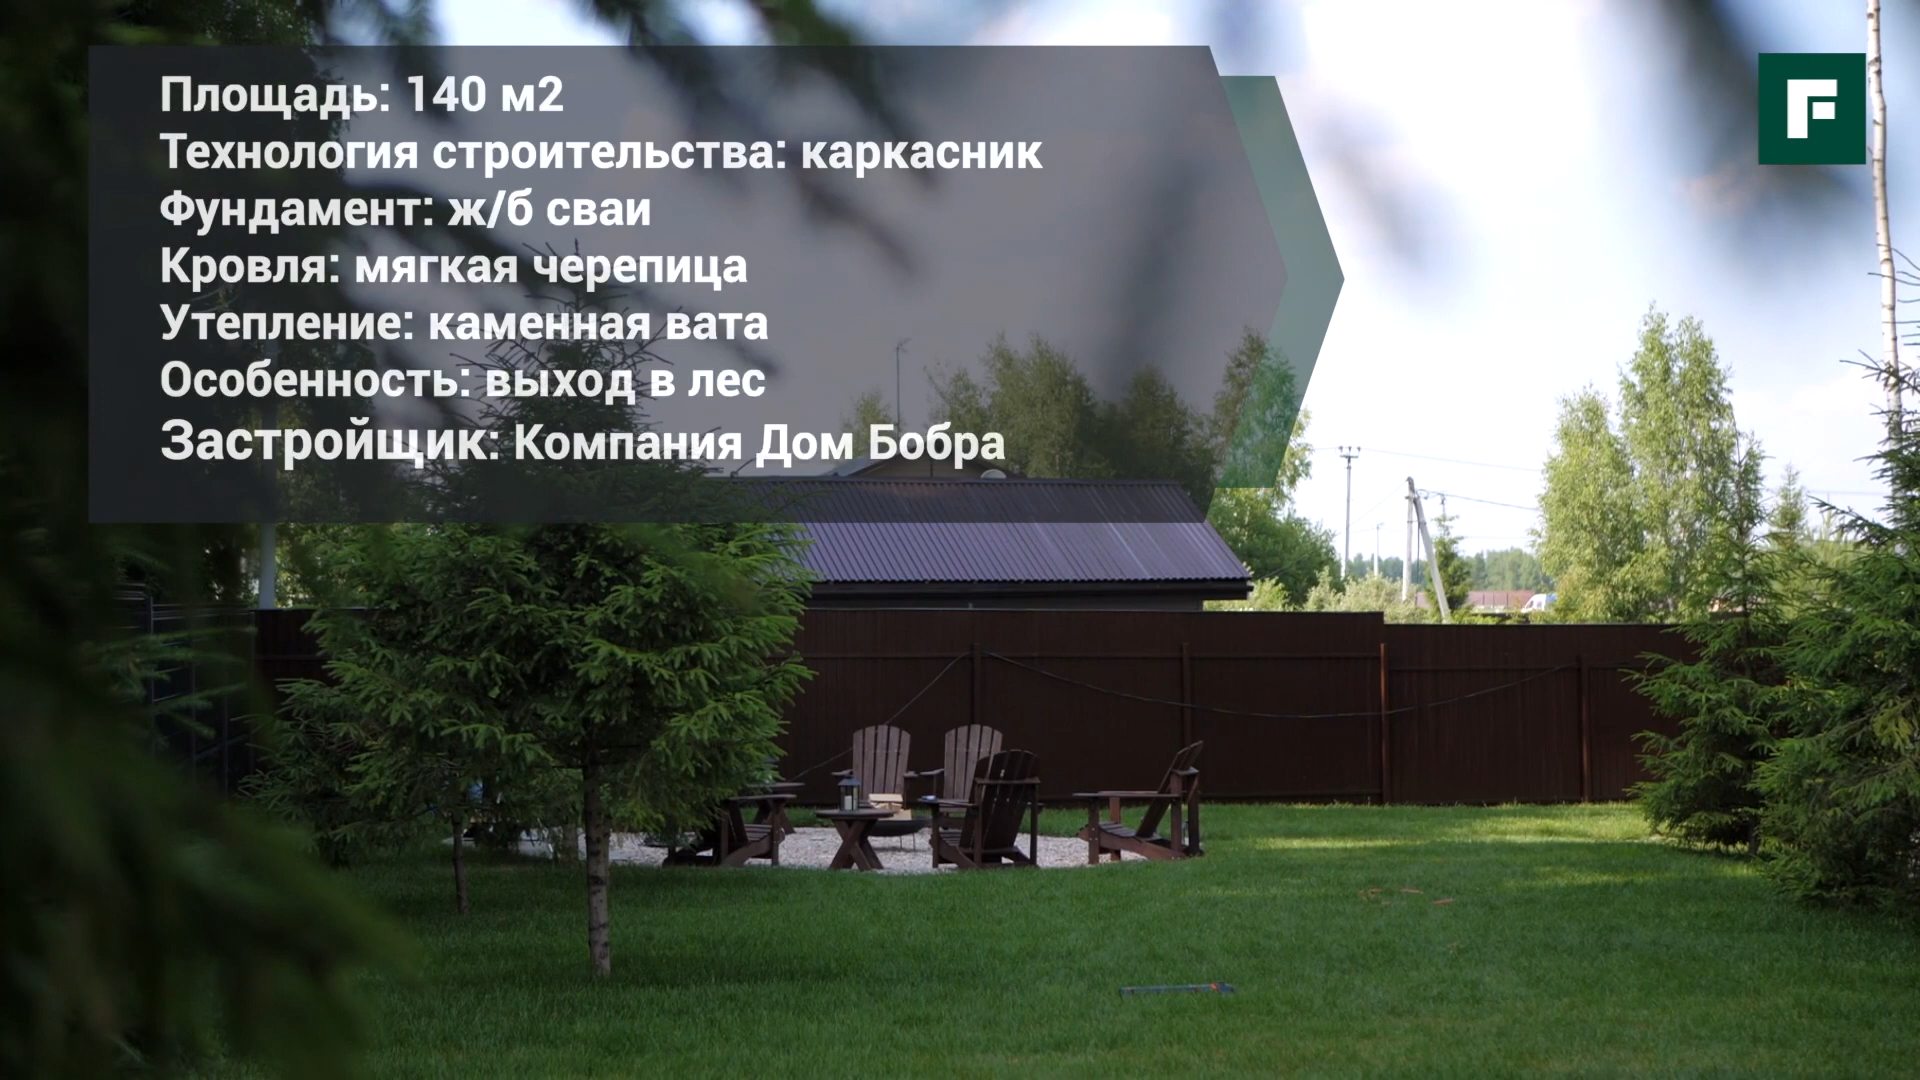 Площадь: 140 м2
Технология строительства: каркасник
Фундамент: ж/б сваи
Кровля: мягкая черепица
Утепление: каменная вата
Особенность: выход в лес
Застройщик: Компания Дом Бобра
F